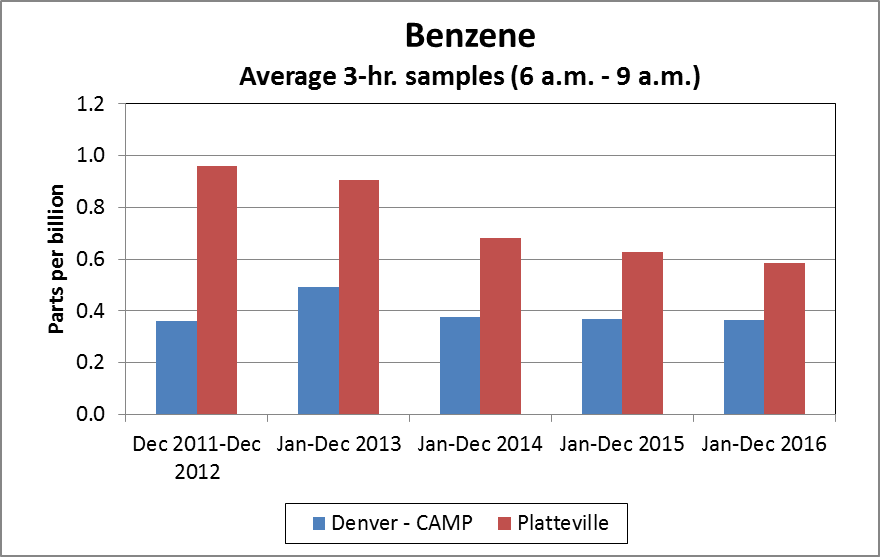 Benzene
Average 3-hr. samples (6 a.m. - 9 a.m.)
Parts per billion
1.2
1.0
0.8
0.6
0.4
0.2
0.0
Dec 2011-Dec
2012
Jan-Dec 2013
Jan-Dec 2014
Jan-Dec 2015
Jan-Dec 2016
Denver - CAMP
Platteville